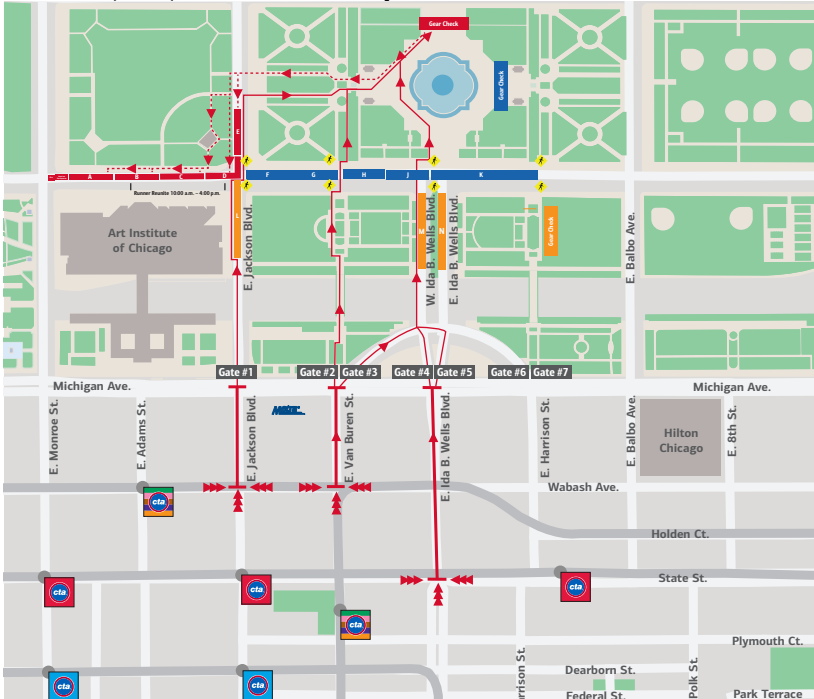 Gear Check
Gear Check
E
A
B
C
D
F
G
H
J
K
Runner Reunite 10:00 a.m. – 4:00 p.m.
L
M
N
Gear Check
Art Institute
of Chicago
E. Jackson Blvd.
W. Ida B. Wells Blvd.
E. Ida B. Wells Blvd.
E. Balbo Ave.
Gate #1
Gate #2
Gate #3
Gate #4
Gate #5
Gate #6
Gate #7
Michigan Ave.
Michigan Ave.
E. Monroe St.
E. Adams St.
E. Jackson Blvd.
E. Van Buren St.
E. Ida B. Wells Blvd.
E. Harrison St.
E. Balbo Ave.
Hilton
Chicago
E. 8th St.
cta
Wabash Ave.
Holden Ct.
cta
cta
cta
State St.
cta
Plymouth Ct.
rrison St.
Dearborn St.
Polk St.
cta
cta
Federal St.
Park Terrace